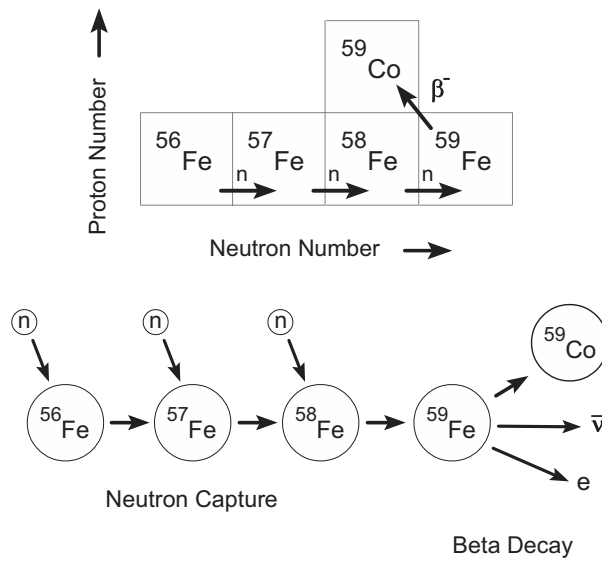 Proton Number
59Co
β-
56Fe 57Fe 58Fe 59Fe
n n n
Neutron Number
n n n
59Co
56Fe 57Fe 58Fe 59Fe
ν̄
e
Neutron Capture
Beta Decay